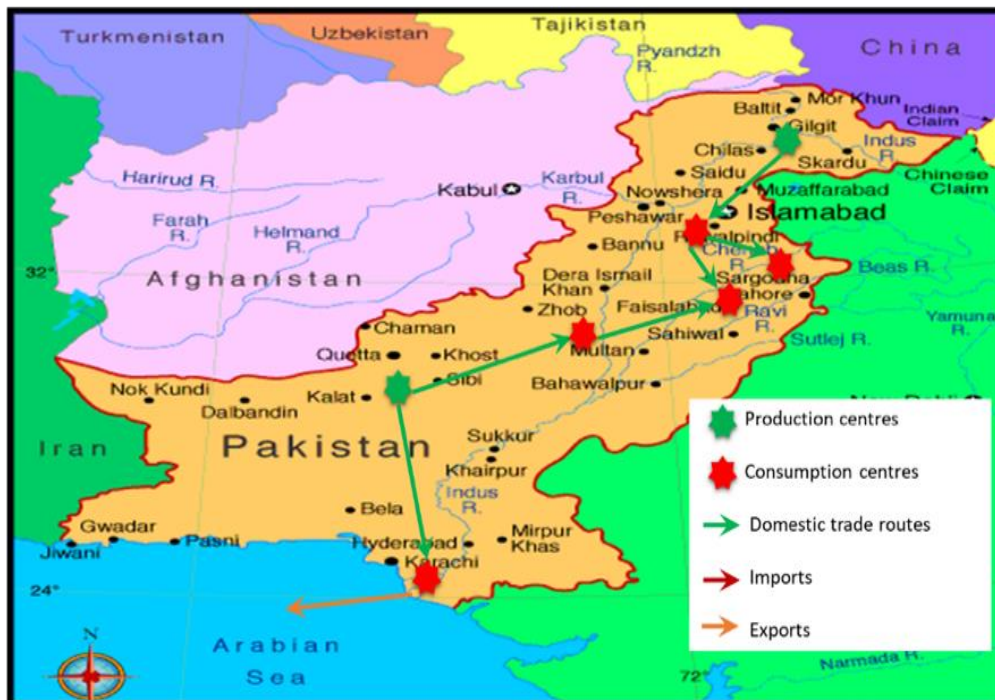 Turkmenistan
Uzbekistan
Tajikistan
China
Pyandzh
R.
Mor Khun
Baltit
Gilgit
Indian
Claim
Indus
R.
Chilas
Skardu
Chinese
Claim
Saidu
Harirud R.
Kabul
Karbul
R.
Nowshera
Muzaffarabad
Peshawar
Islamabad
Farah
R.
Helmand
R.
Bannu
R.
Beas R.
32°
Afghanistan
Dera Ismail
Khan
Zhob
Ravi
R.
Yamuna
R.
Chaman
Sahiwal
Sutlej R.
Quetta
Khost
Multan
Nok Kundi
Dalbandin
Kalat
Sibi
Bahawalpur
Iran
Pakistan
Sukkur
Khairpur
Indus
R.
Bela
Gwadar
Jiwani
Pasni
Hyderabad
Mirpur
Khas
Karachi
24°
N
Arabian
Sea
72°
Narmada R.
Production centres
Consumption centres
Domestic trade routes
Imports
Exports